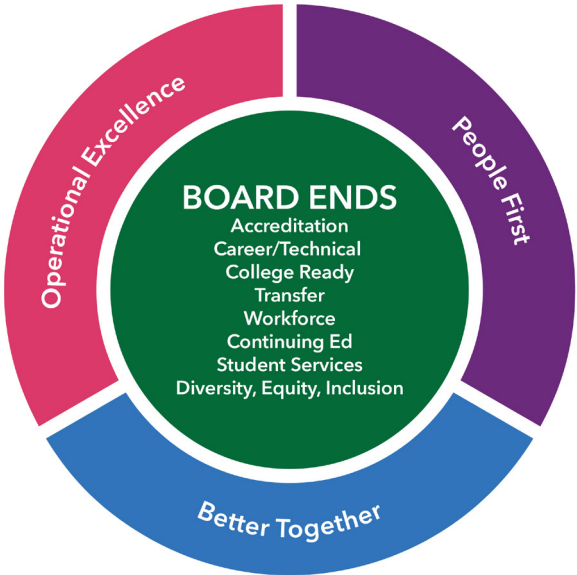 Operational Excellence
People First
BOARD ENDS
Accreditation
Career/Technical
College Ready
Transfer
Workforce
Continuing Ed
Student Services
Diversity, Equity, Inclusion
Better Together